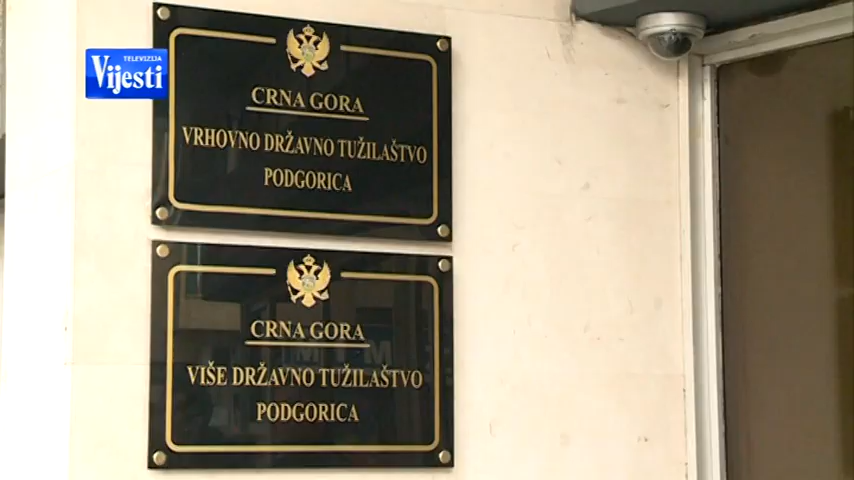 TELEVIZIJA
Vijesti
CRNA GORA
VRHOVNO DRŽAVNO TUŽILAŠTVO
PODGORICA
CRNA GORA
VIŠE DRŽAVNO TUŽILAŠTVO
PODGORICA